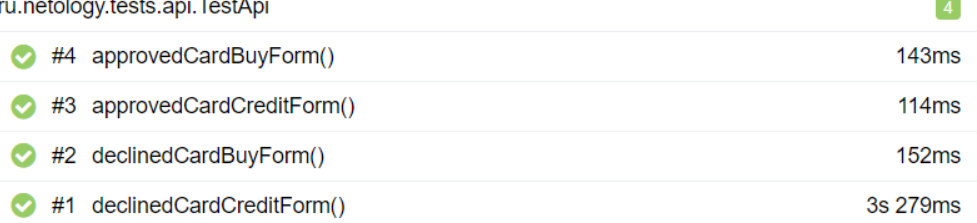 ru.netology.tests.api.TestApi 4
#4 approvedCardBuyForm() 143ms
#3 approvedCardCreditForm() 114ms
#2 declinedCardBuyForm() 152ms
#1 declinedCardCreditForm() 3s 279ms